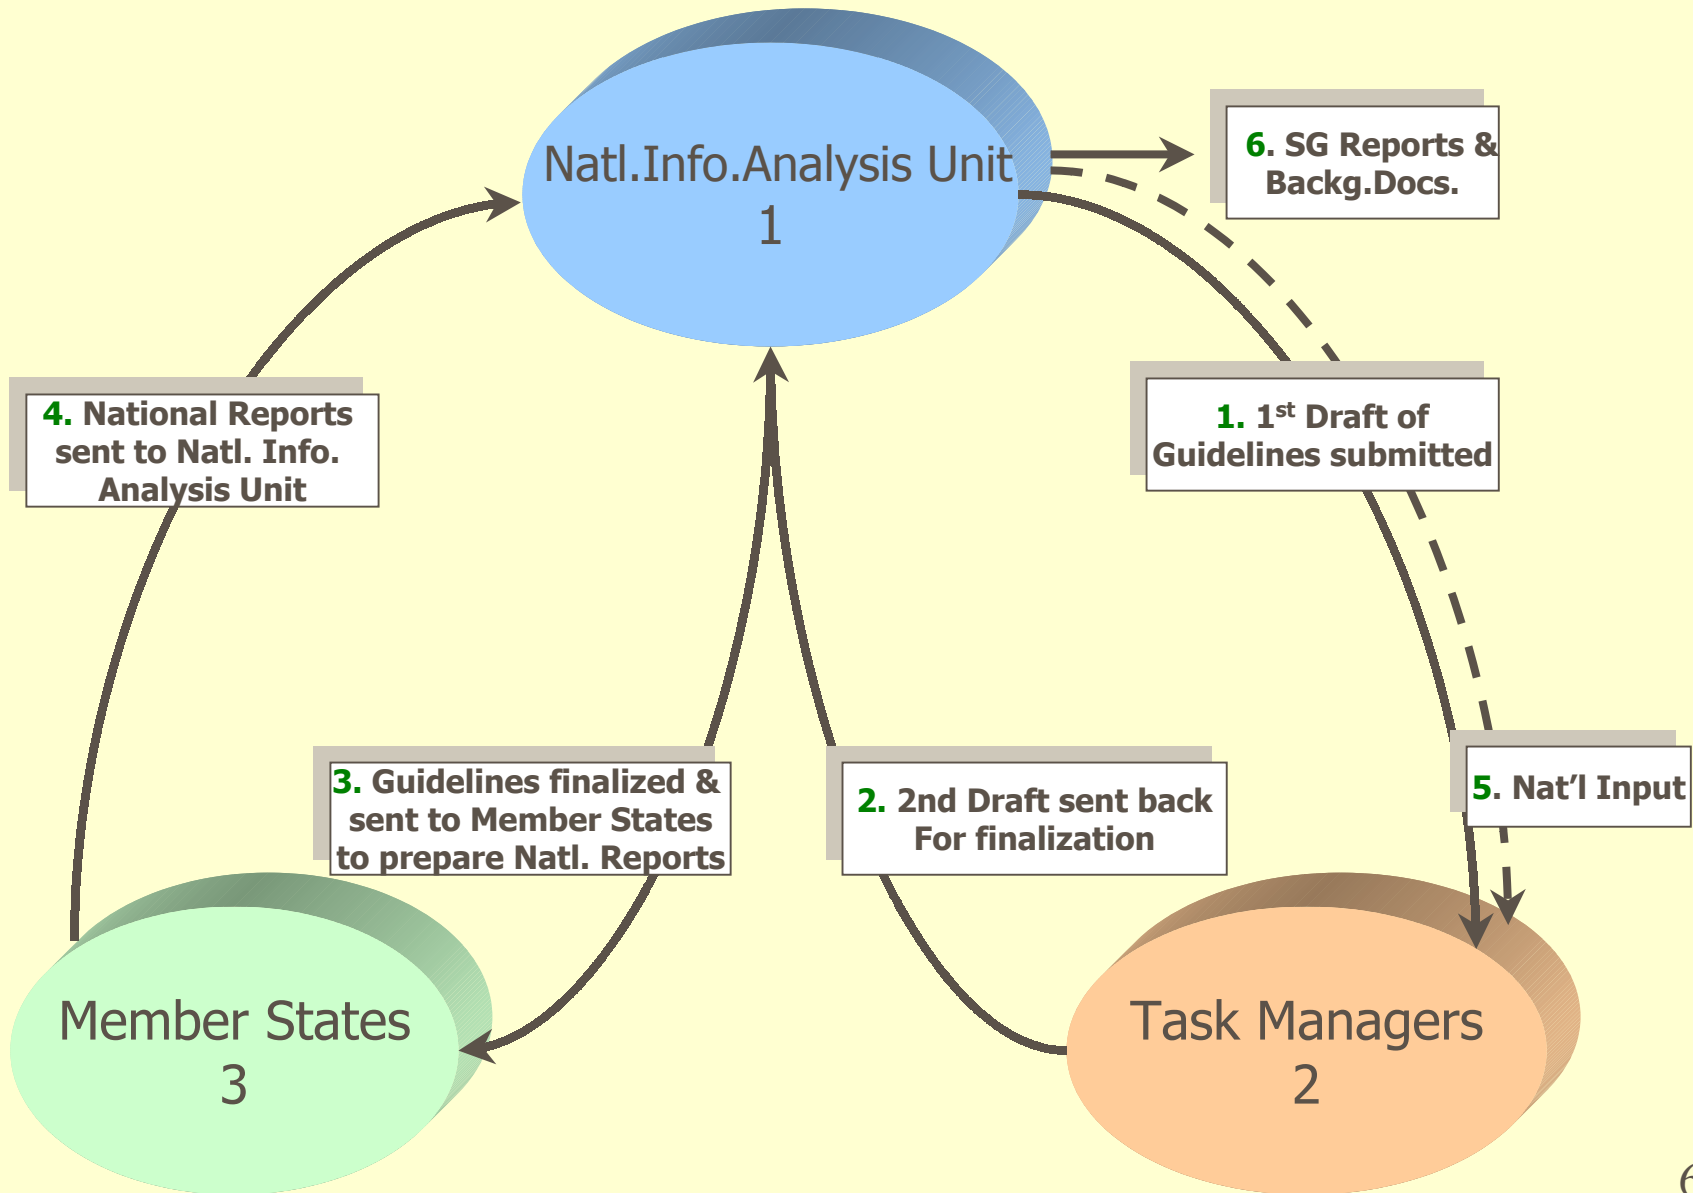 Natl.Info.Analysis Unit
1
6. SG Reports &
Backg.Docs.
4. National Reports
sent to Natl. Info.
Analysis Unit
1. 1st Draft of
Guidelines submitted
3. Guidelines finalized &
sent to Member States
to prepare Natl. Reports
2. 2nd Draft sent back
For finalization
5. Nat’l Input
Member States
3
Task Managers
2
6